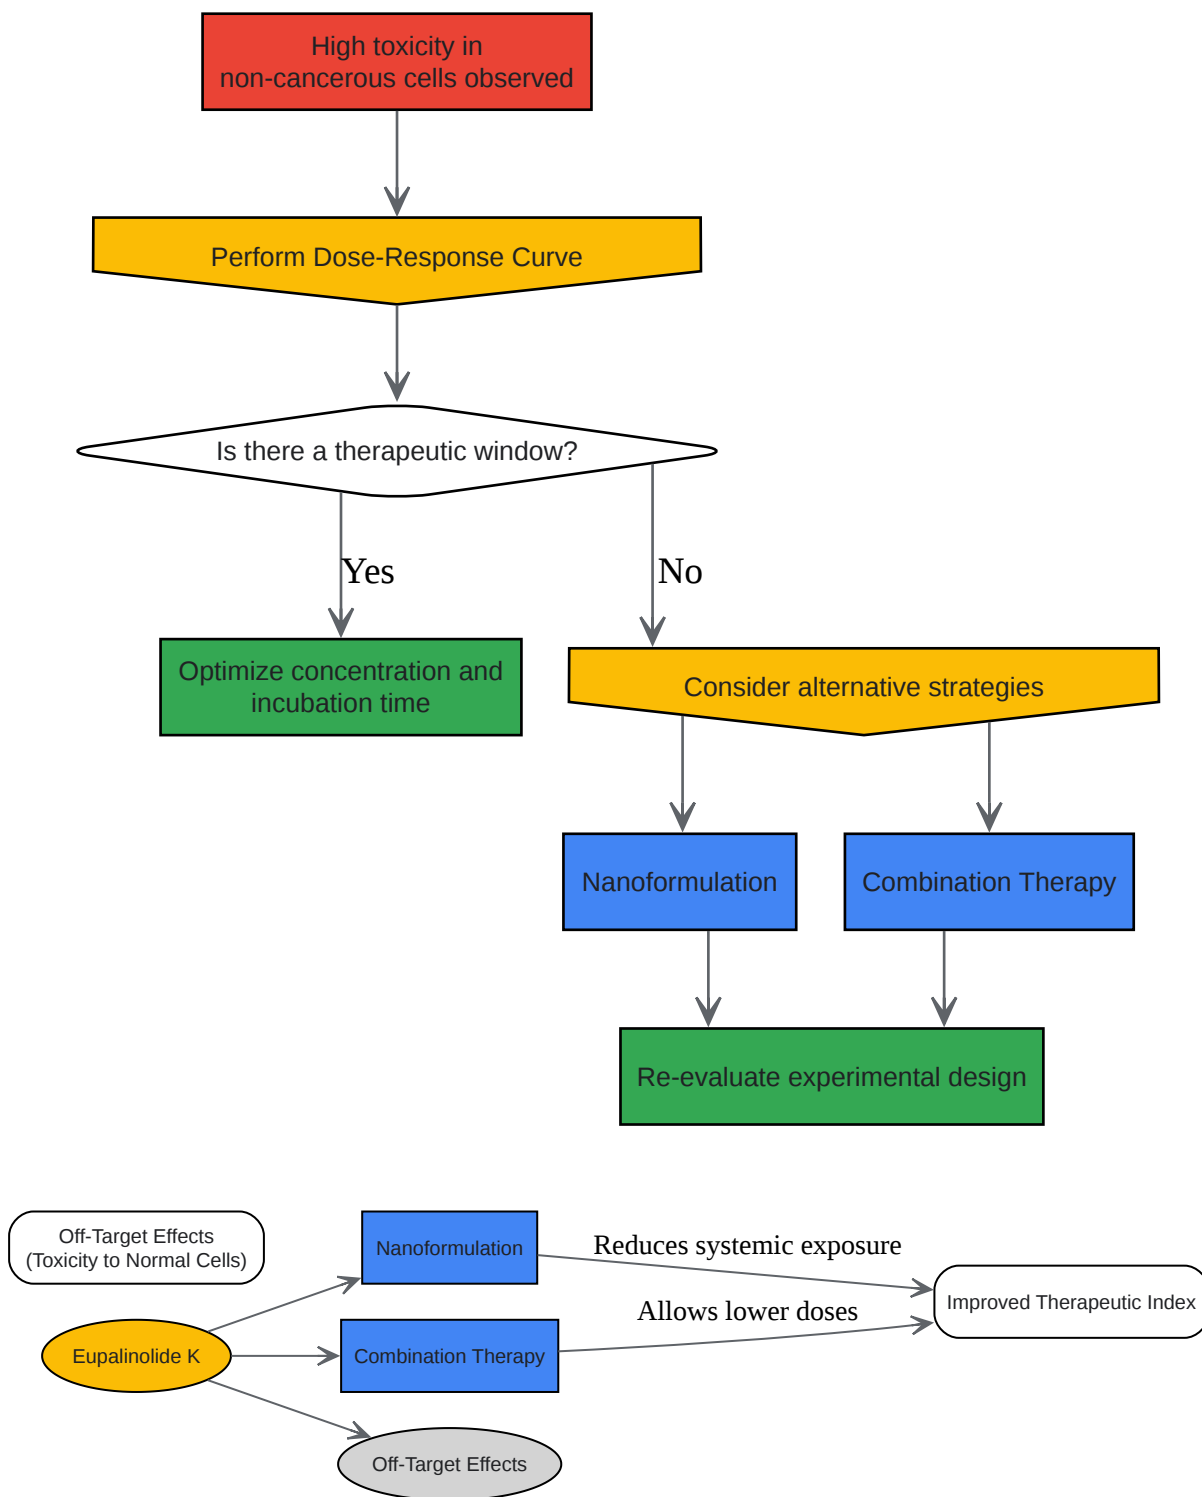 High toxicity in
non-cancerous cells observed
Perform Dose-Response Curve
Is there a therapeutic window?
Yes
No
Optimize concentration and
incubation time
Consider alternative strategies
Nanoformulation
Combination Therapy
Re-evaluate experimental design
Off-Target Effects
(Toxicity to Normal Cells)
Nanoformulation
Reduces systemic exposure
Improved Therapeutic Index
Allows lower doses
Eupalinolide K
Combination Therapy
Off-Target Effects